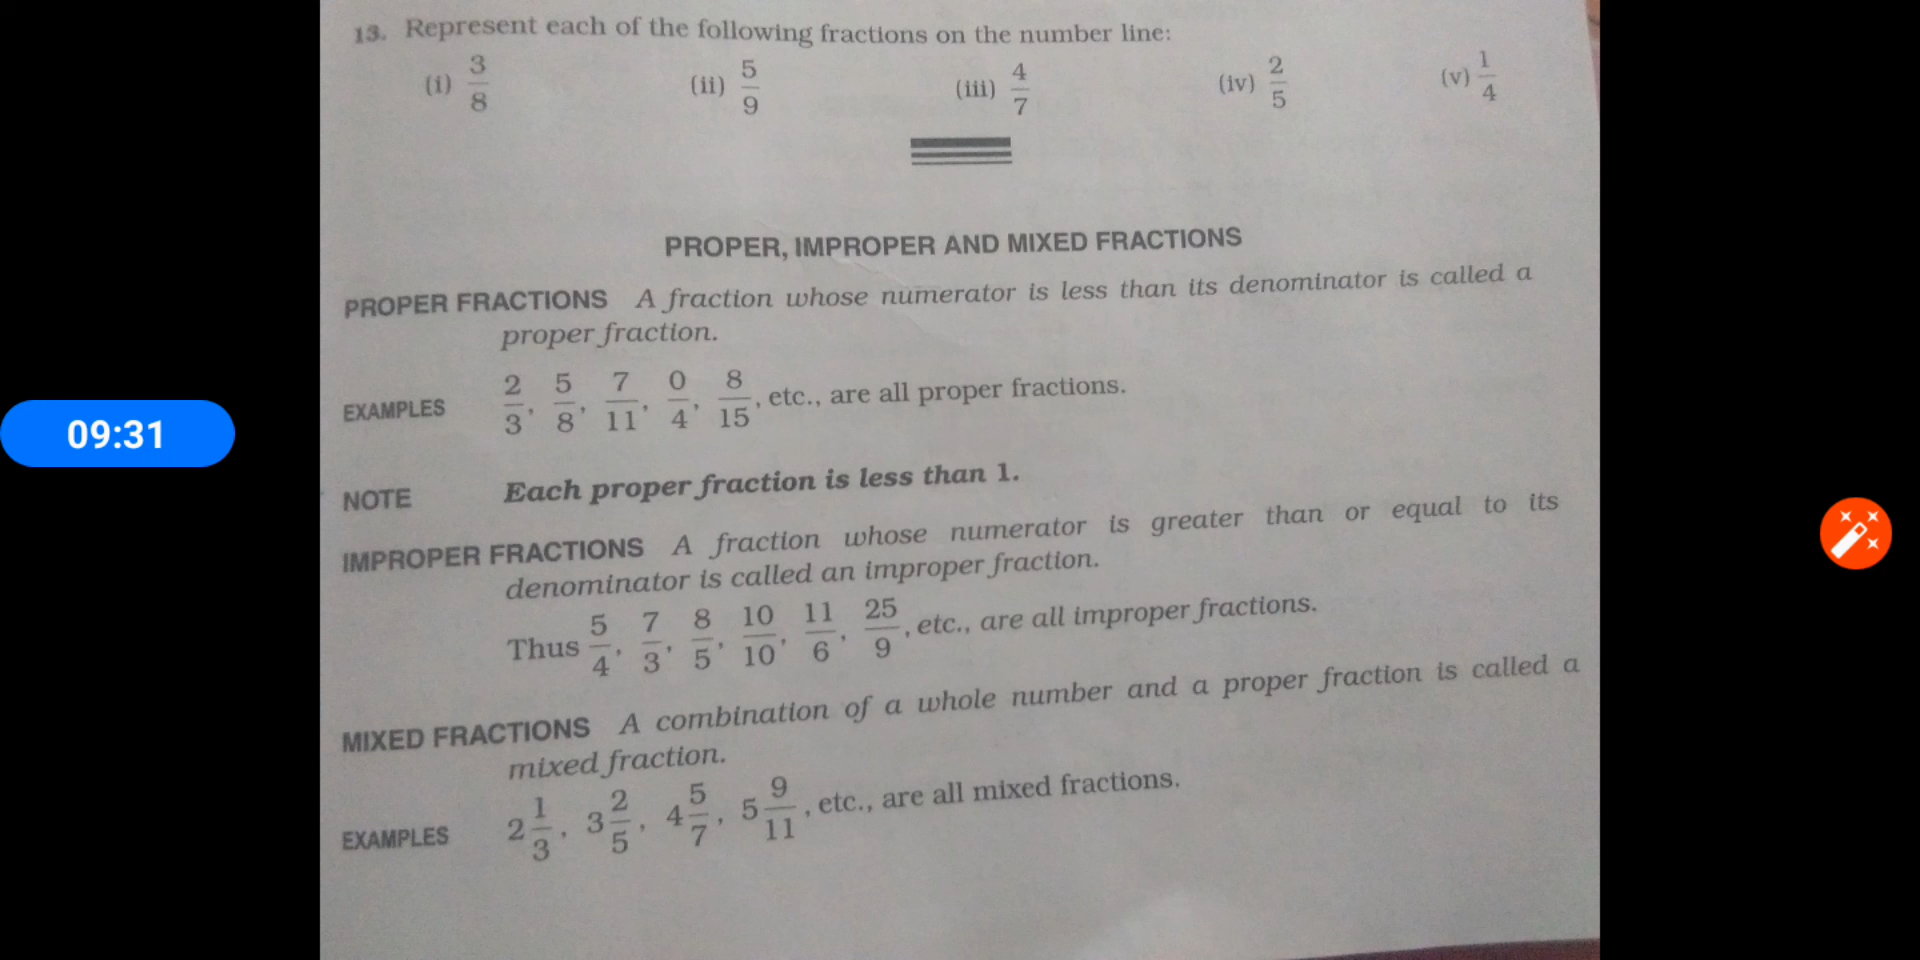 13. Represent each of the following fractions on the number line:
(i) 3/8 (ii) 5/9 (iii) 4/7 (iv) 2/5 (v) 1/4
PROPER, IMPROPER AND MIXED FRACTIONS
PROPER FRACTIONS A fraction whose numerator is less than its denominator is called a
proper fraction.
EXAMPLES 2/3, 5/8, 7/11, 0/4, 8/15, etc., are all proper fractions.
NOTE Each proper fraction is less than 1.
IMPROPER FRACTIONS A fraction whose numerator is greater than or equal to its
denominator is called an improper fraction.
Thus 5/4, 7/3, 8/5, 10/10, 11/6, 25/9, etc., are all improper fractions.
MIXED FRACTIONS A combination of a whole number and a proper fraction is called a
mixed fraction.
EXAMPLES 2 1/3, 3 2/5, 4 5/7, 5 9/11, etc., are all mixed fractions.
09:31